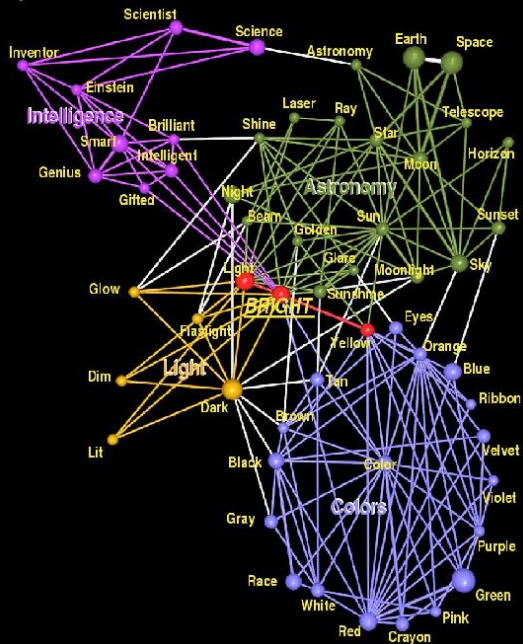 Scientist
Science
Inventor
Astronomy
Earth
Space
Einstein
Intelligence
Laser
Ray
Telescope
Smart
Brilliant
Shine
Star
Horizon
Genius
Intelligent
Moon
Gifted
Night
Astronomy
Beam
Golden
Sun
Sunset
Glare
Light
Moonlight
Sky
Glow
BRIGHT
Sunshine
Eyes
Flaslight
Yellow
Orange
Light
Blue
Dim
Tan
Ribbon
Dark
Brown
Velvet
Lit
Black
Color
Violet
Colors
Gray
Purple
Race
White
Green
Pink
Red
Crayon